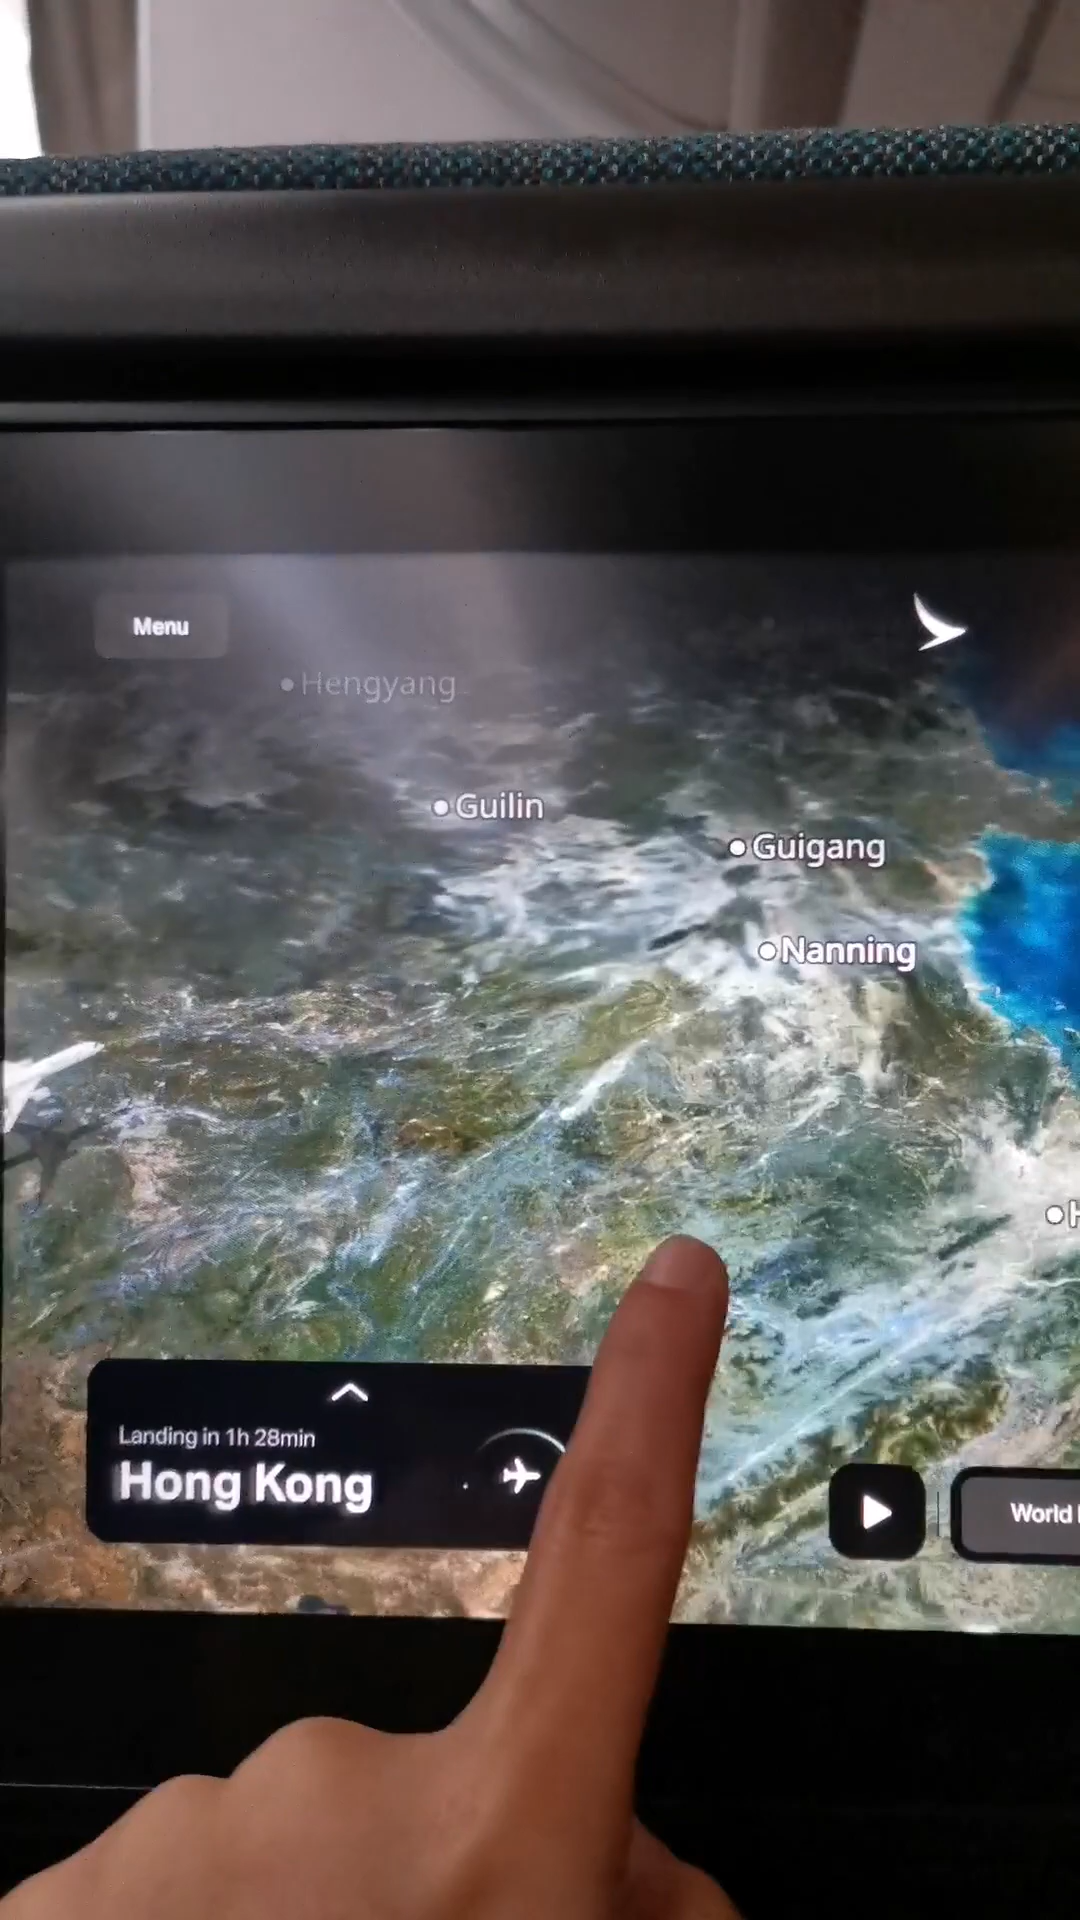 Menu
Hengyang
Guilin
Guigang
Nanning
H
Landing in 1h 28min
Hong Kong
World